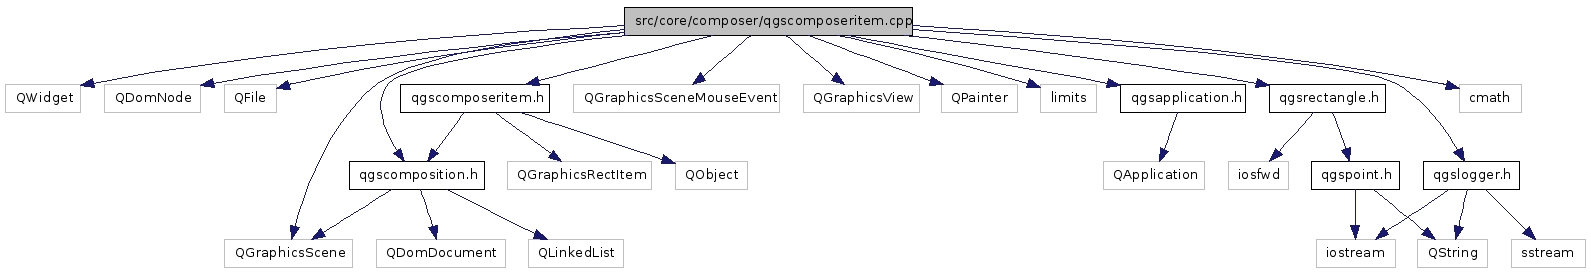 src/core/composer/qgscomposeritem.cpp
QWidget
QDomNode
QFile
qgscomposeritem.h
QGraphicsSceneMouseEvent
QGraphicsView
QPainter
limits
qgsapplication.h
qgsrectangle.h
cmath
qgscomposition.h
QGraphicsRectItem
QObject
QApplication
iosfwd
qgspoint.h
qgslogger.h
QGraphicsScene
QDomDocument
QLinkedList
iostream
QString
sstream